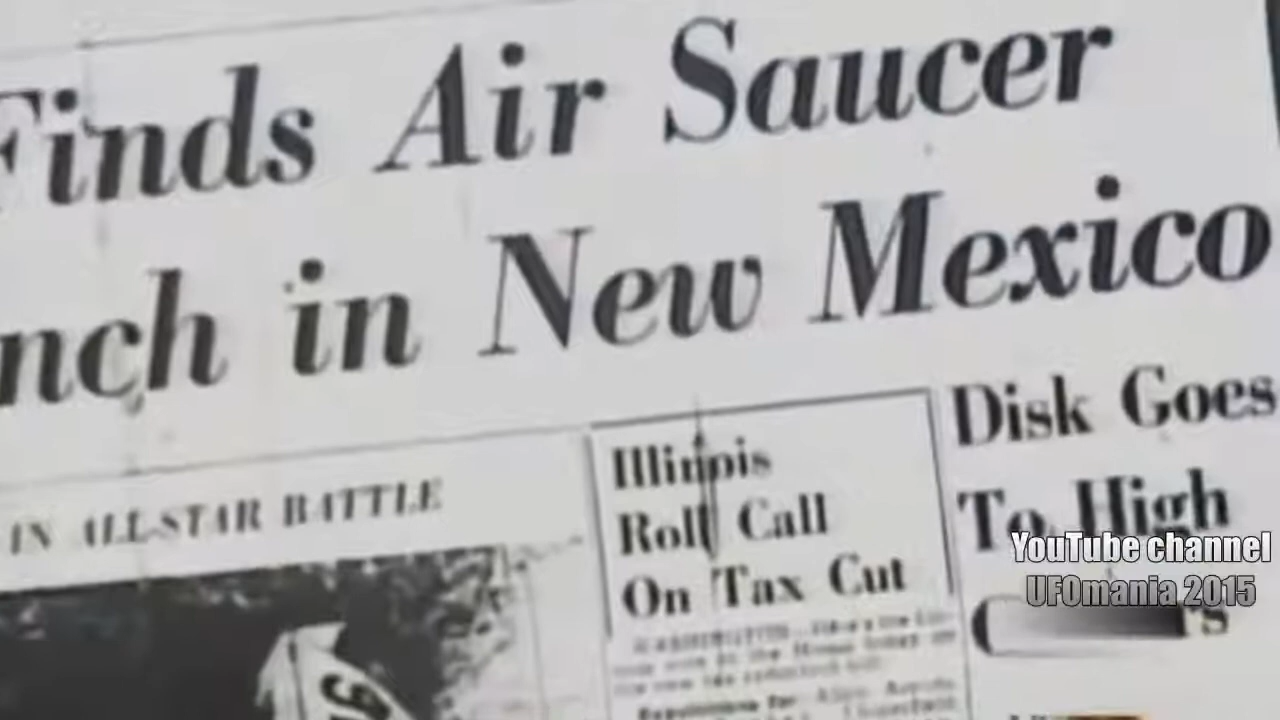 Finds Air Saucer
nch in New Mexico
IN ALL-STAR BATTLE
Illinois
Roll Call
On Tax Cut
Disk Goes
To High
YouTube channel
UFOmania 2015